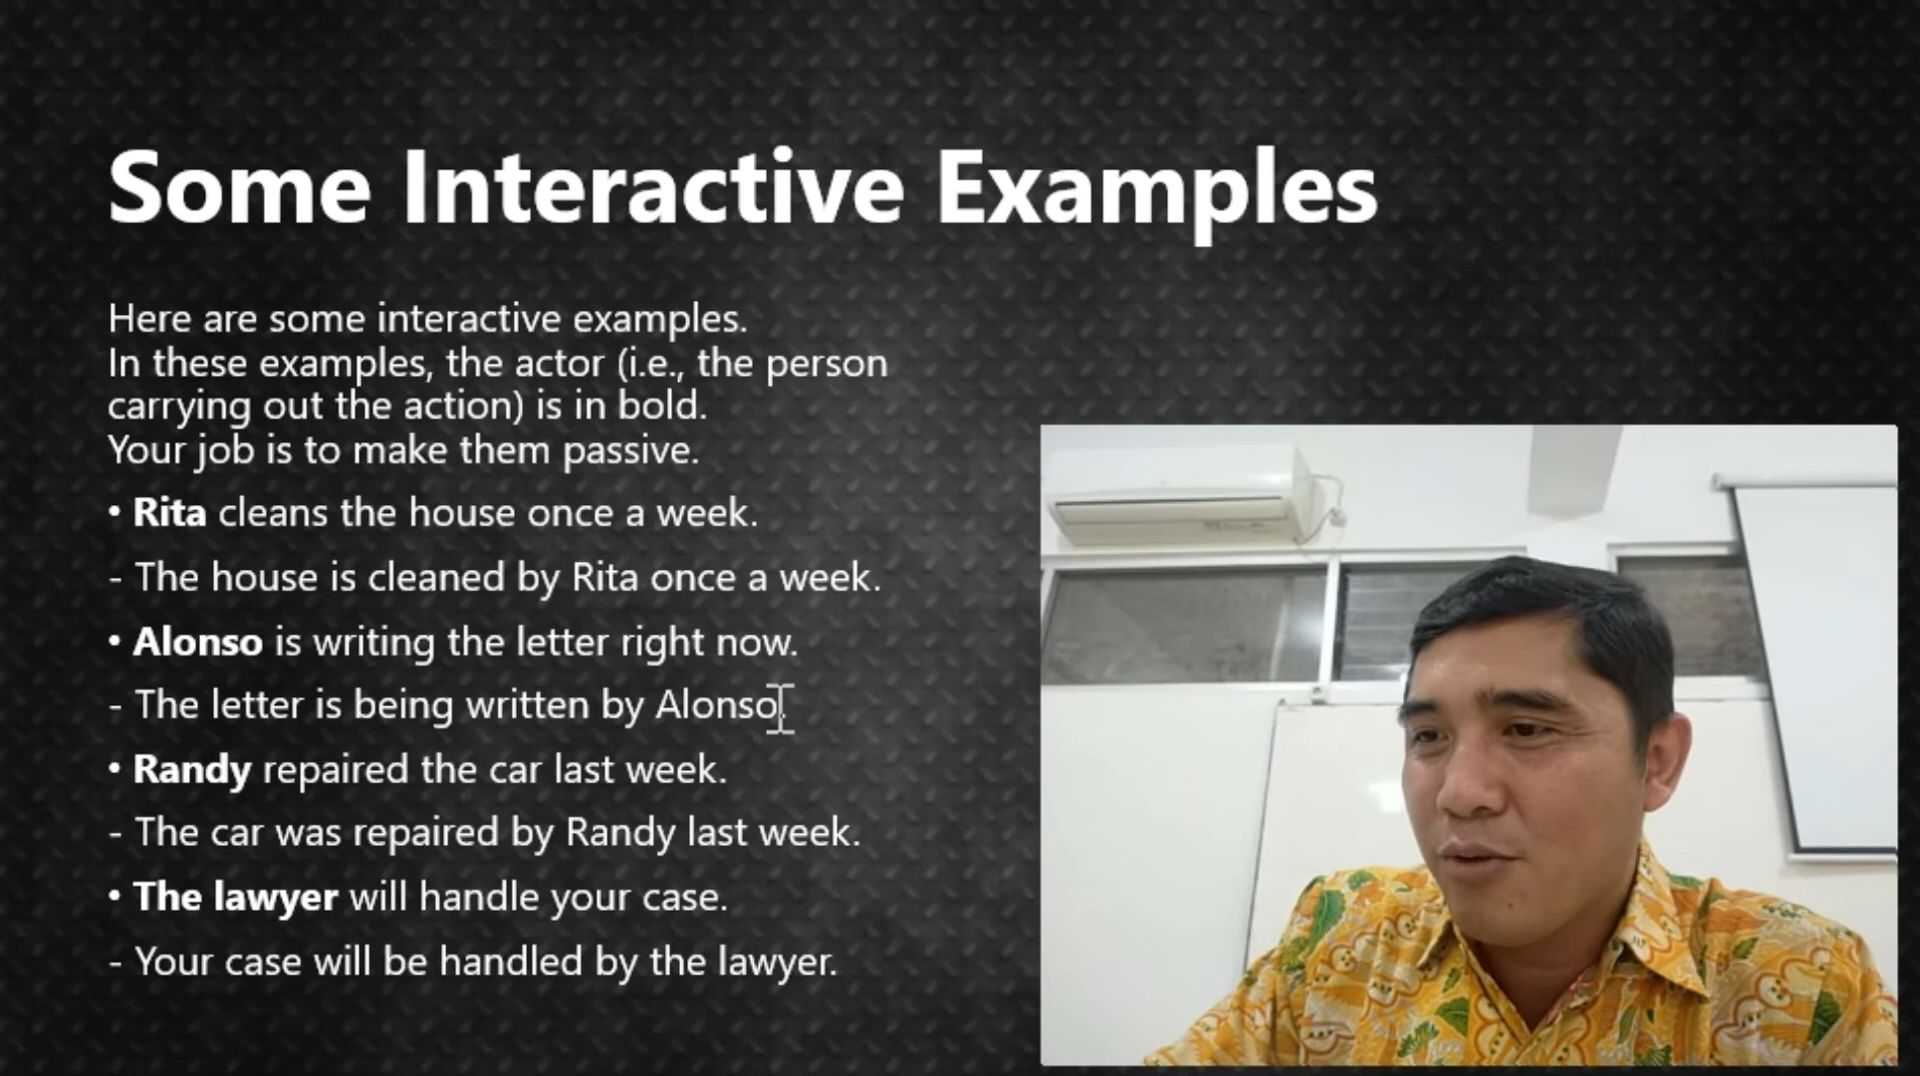 Some Interactive Examples
Here are some interactive examples.
In these examples, the actor (i.e., the person
carrying out the action) is in bold.
Your job is to make them passive.
• Rita cleans the house once a week.
- The house is cleaned by Rita once a week.
• Alonso is writing the letter right now.
- The letter is being written by Alonso.
• Randy repaired the car last week.
- The car was repaired by Randy last week.
• The lawyer will handle your case.
- Your case will be handled by the lawyer.